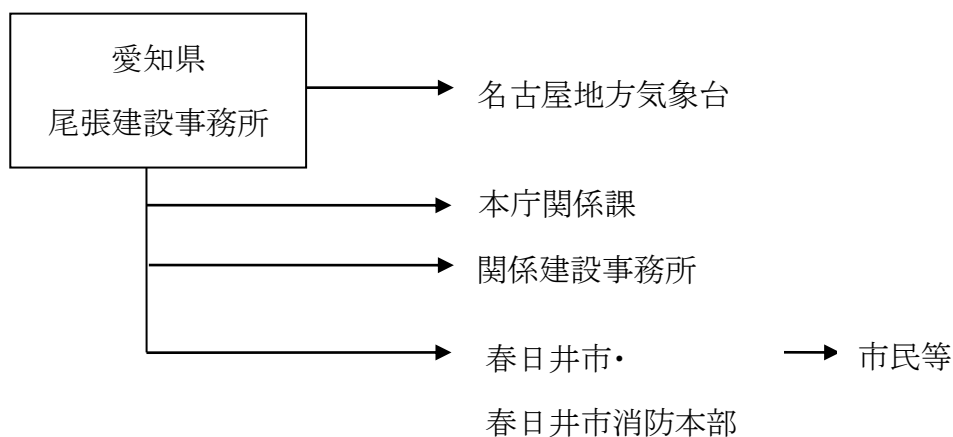 愛知県
尾張建設事務所
名古屋地方気象台
本庁関係課
関係建設事務所
春日井市・
春日井市消防本部
市民等